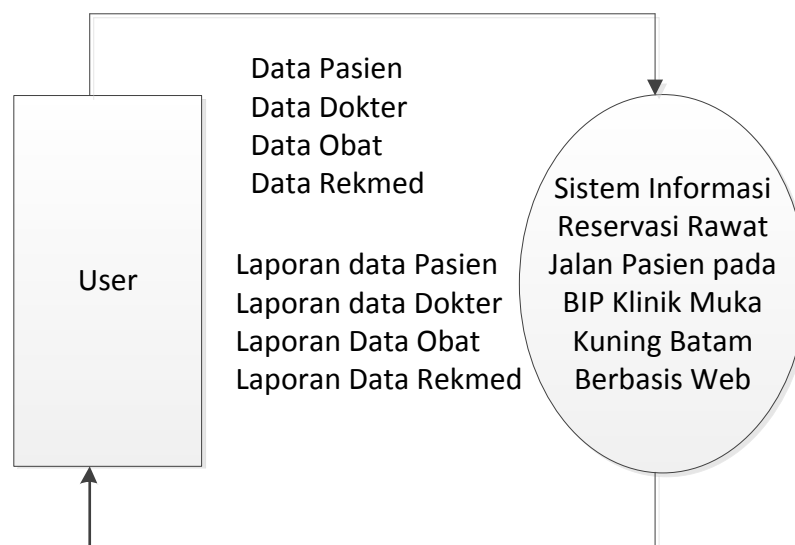 Data Pasien
Data Dokter
Data Obat
Data Rekmed
User
Laporan data Pasien
Laporan data Dokter
Laporan Data Obat
Laporan Data Rekmed
Sistem Informasi
Reservasi Rawat
Jalan Pasien pada
BIP Klinik Muka
Kuning Batam
Berbasis Web